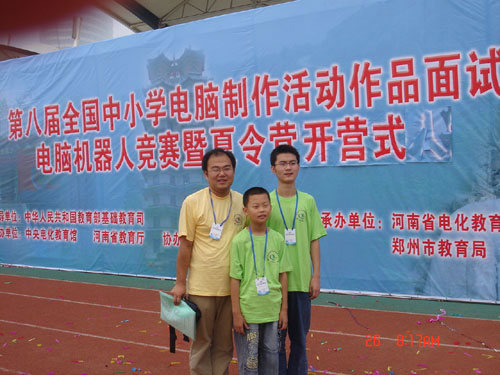 第八届全国中小学电脑制作活动作品面试
电脑机器人竞赛暨夏令营开营式
单位：中华人民共和国教育部基础教育司
单位：中央电化教育馆 河南省教育厅
承办单位：河南省电化教育
郑州市教育局